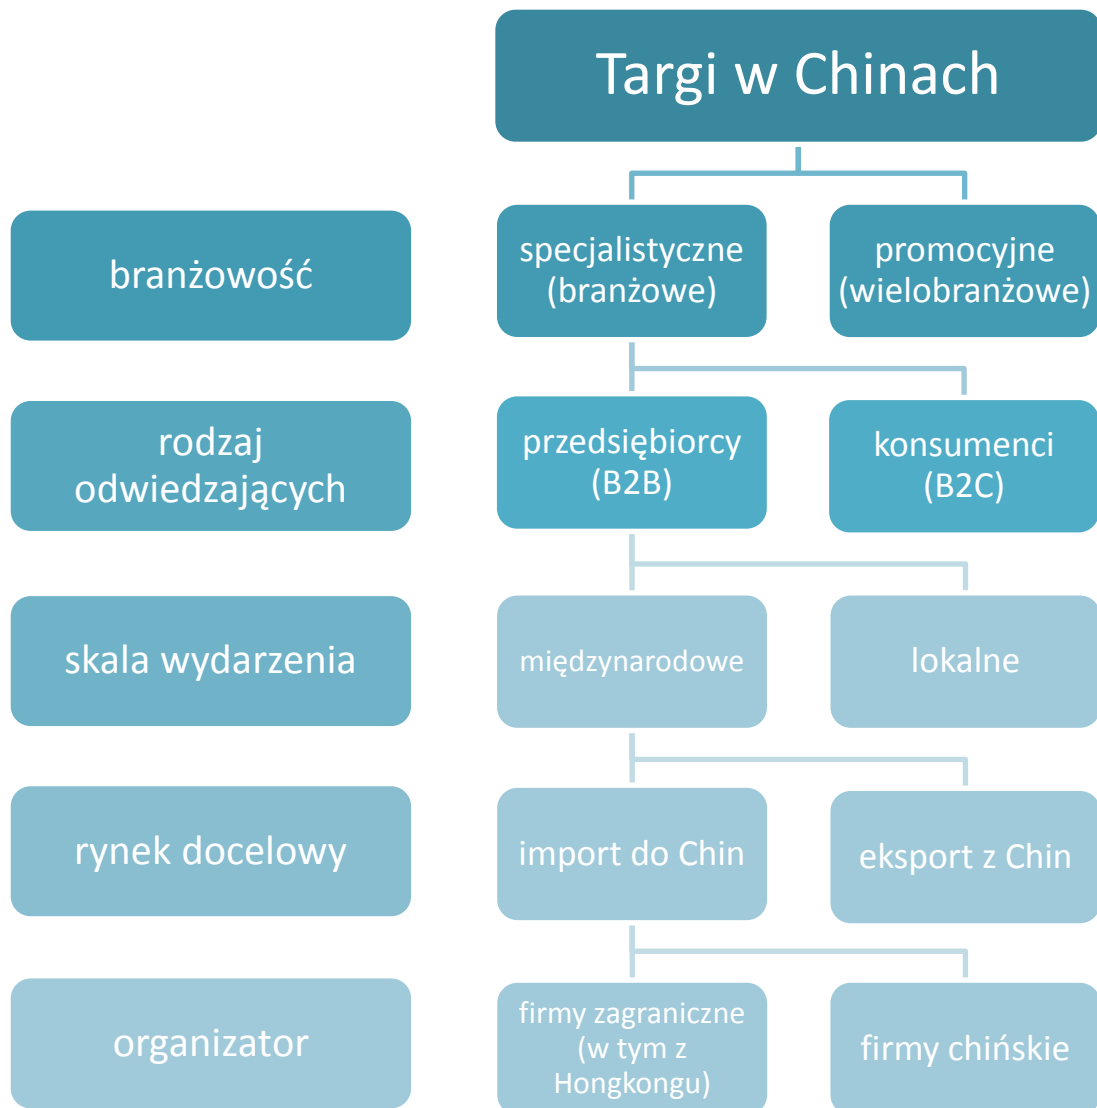 Targi w Chinach
branżowość
specjalistyczne
(branżowe)
promocyjne
(wielobranżowe)
rodzaj
odwiedzających
przedsiębiorcy
(B2B)
konsumenci
(B2C)
skala wydarzenia
międzynarodowe
lokalne
rynek docelowy
import do Chin
eksport z Chin
organizator
firmy zagraniczne
(w tym z
Hongkongu)
firmy chińskie